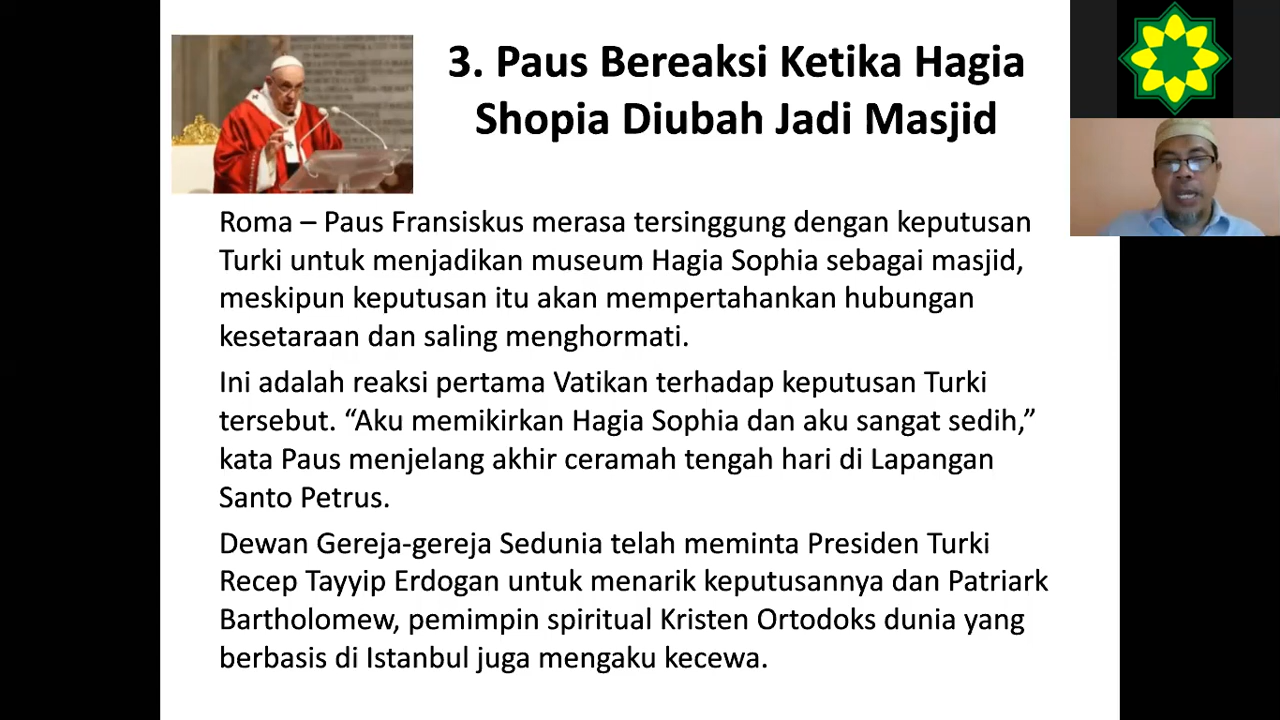 3. Paus Bereaksi Ketika Hagia
Shopia Diubah Jadi Masjid
Roma – Paus Fransiskus merasa tersinggung dengan keputusan
Turki untuk menjadikan museum Hagia Sophia sebagai masjid,
meskipun keputusan itu akan mempertahankan hubungan
kesetaraan dan saling menghormati.
Ini adalah reaksi pertama Vatikan terhadap keputusan Turki
tersebut. “Aku memikirkan Hagia Sophia dan aku sangat sedih,”
kata Paus menjelang akhir ceramah tengah hari di Lapangan
Santo Petrus.
Dewan Gereja-gereja Sedunia telah meminta Presiden Turki
Recep Tayyip Erdogan untuk menarik keputusannya dan Patriark
Bartholomew, pemimpin spiritual Kristen Ortodoks dunia yang
berbasis di Istanbul juga mengaku kecewa.